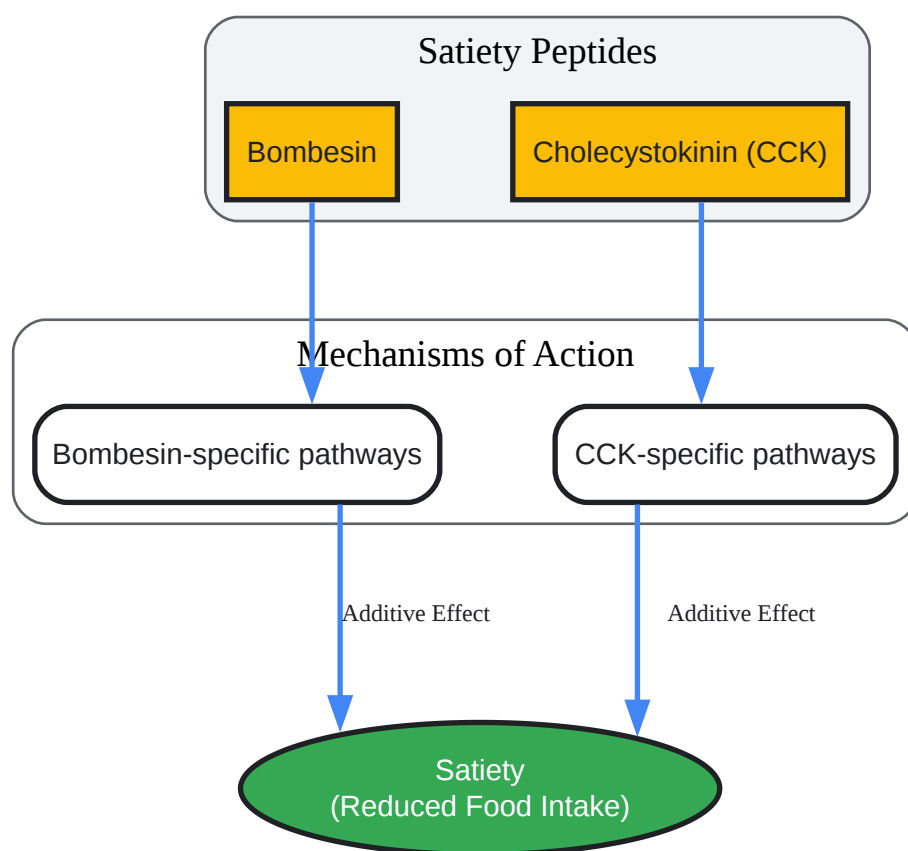 Satiety Peptides
Bombesin
Cholecystokinin (CCK)
Mechanisms of Action
Bombesin-specific pathways
CCK-specific pathways
Additive Effect
Additive Effect
Satiety
(Reduced Food Intake)